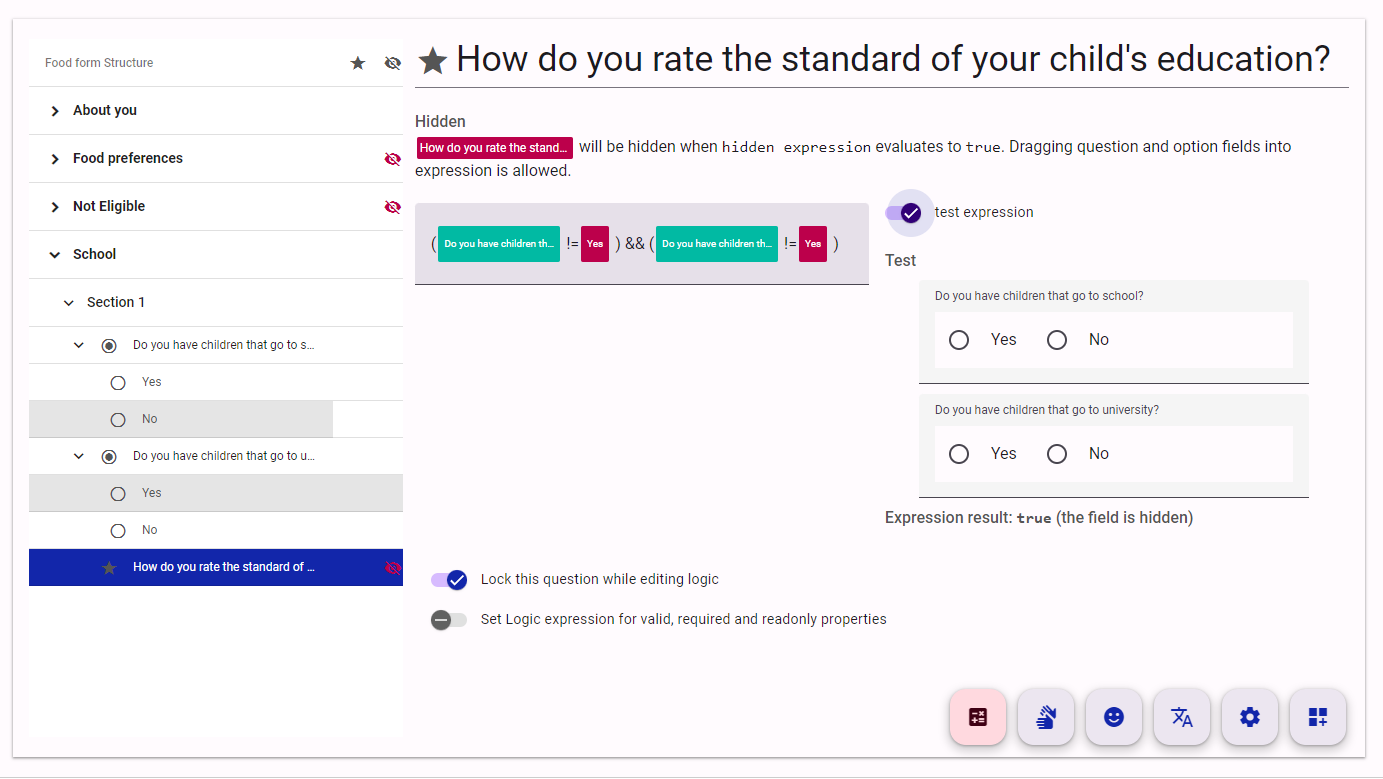 Food form Structure
About you
Food preferences
Not Eligible
School
Section 1
Do you have children that go to s...
Yes
No
Do you have children that go to u...
Yes
No
How do you rate the standard of ...
How do you rate the standard of your child's education?
Hidden
How do you rate the stand... will be hidden when hidden expression evaluates to true. Dragging question and option fields into
expression is allowed.
( Do you have children th... != Yes ) && ( Do you have children th... != Yes )
test expression
Test
Do you have children that go to school?
Yes No
Do you have children that go to university?
Yes No
Expression result: true (the field is hidden)
Lock this question while editing logic
Set Logic expression for valid, required and readonly properties